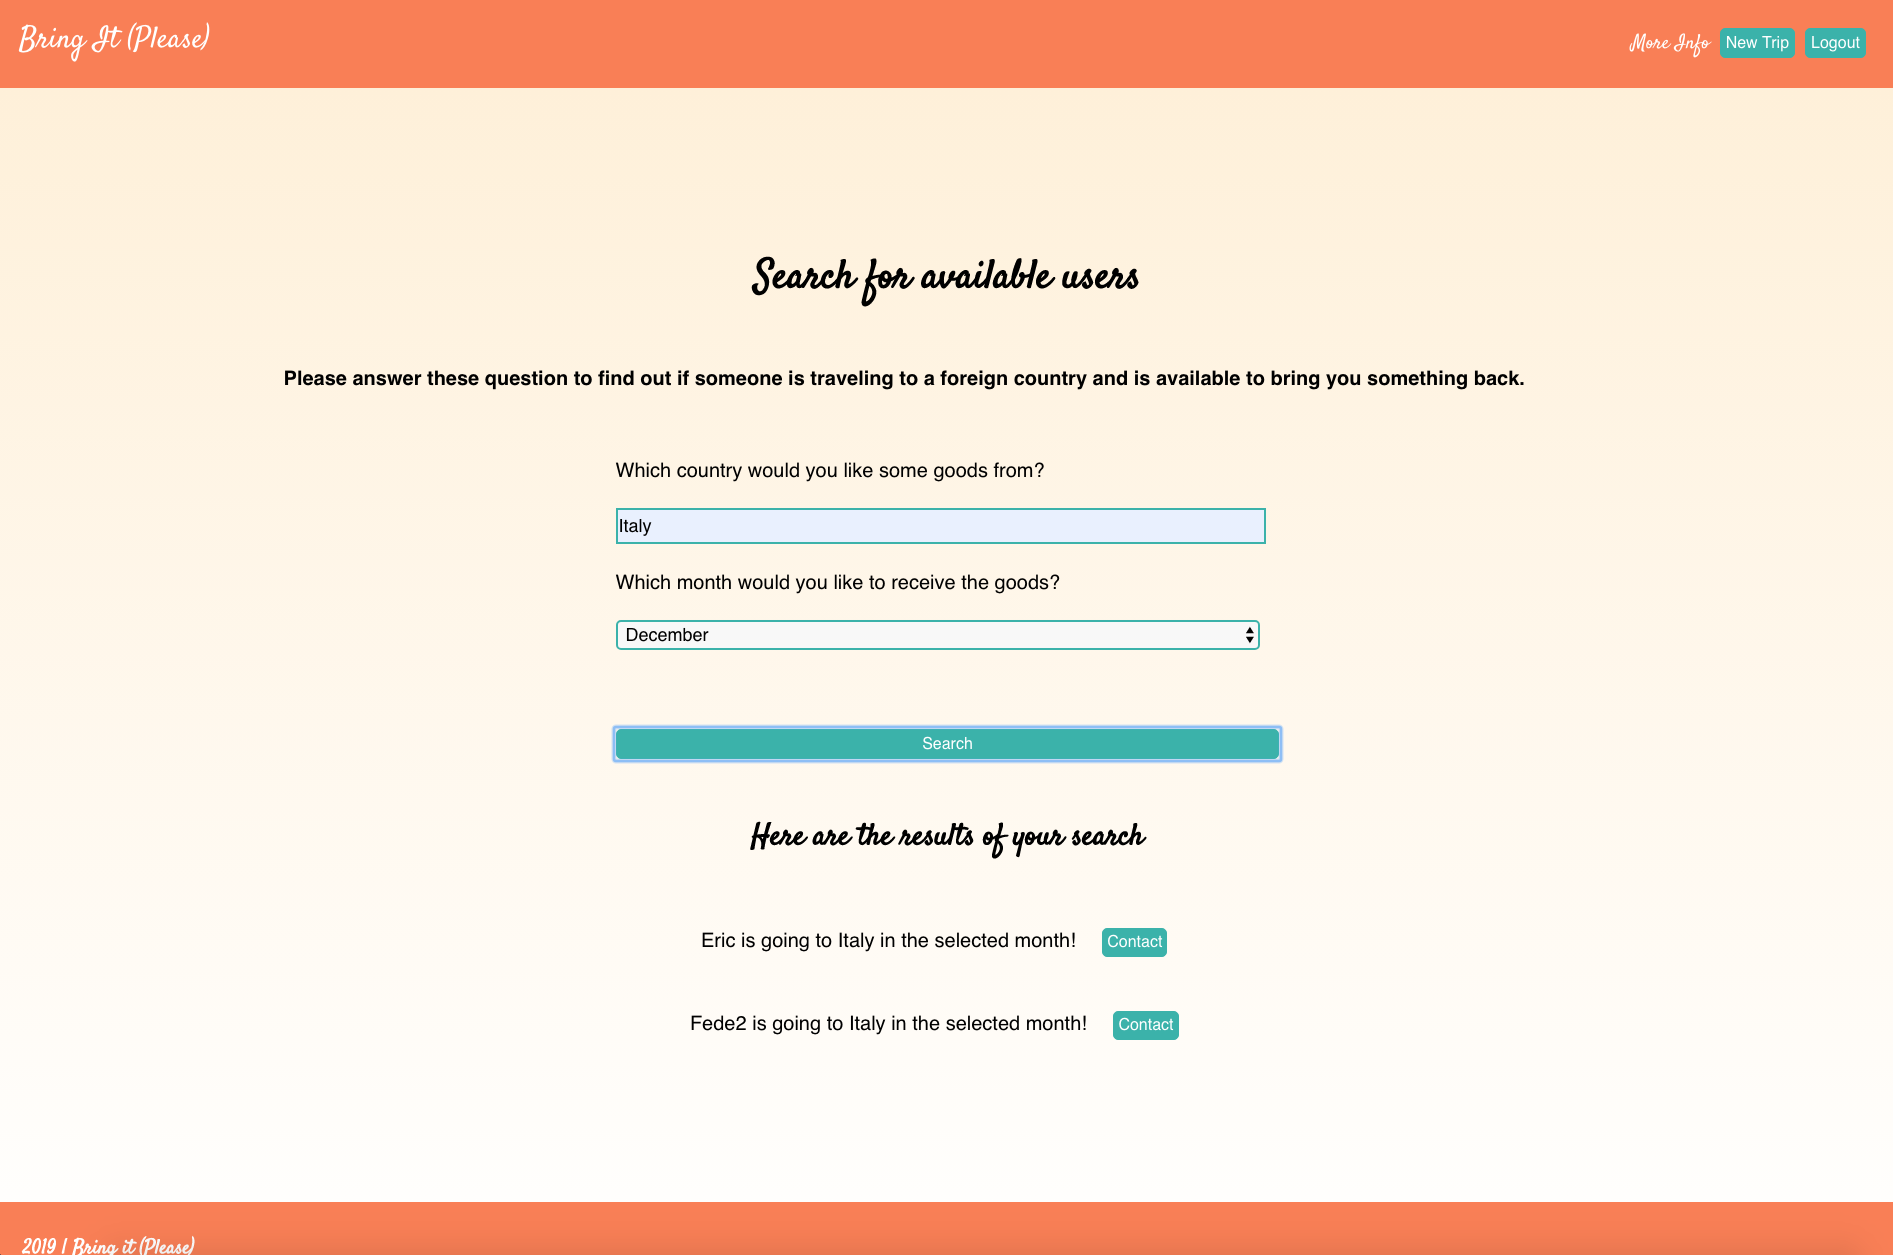 Bring It (Please)
More Info New Trip Logout
Search for available users
Please answer these question to find out if someone is traveling to a foreign country and is available to bring you something back.
Which country would you like some goods from?
Italy
Which month would you like to receive the goods?
December
Search
Here are the results of your search
Eric is going to Italy in the selected month! Contact
Fede2 is going to Italy in the selected month! Contact
2019 | Bring it (Please)